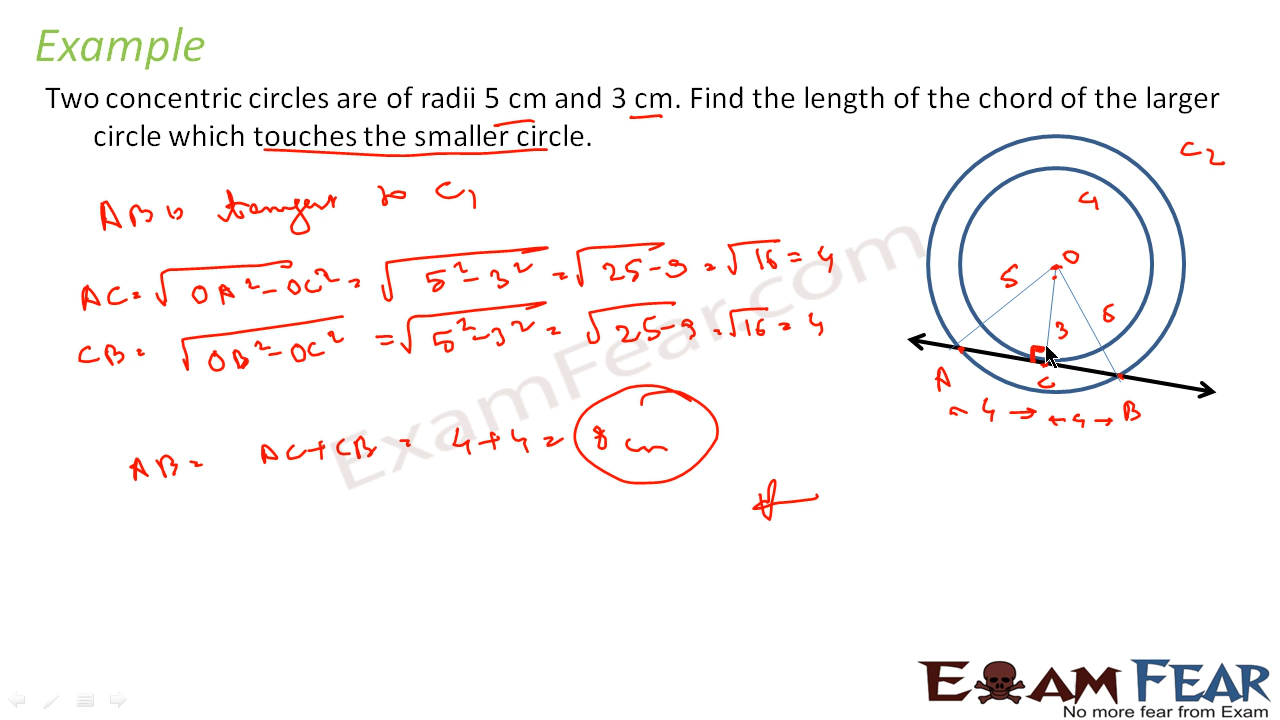 Example
Two concentric circles are of radii 5 cm and 3 cm. Find the length of the chord of the larger
circle which touches the smaller circle.
C2
AB is tangent to C1
C1
AC = √OA²-OC² = √5²-3² = √25-9 = √16 = 4
O
5
CB = √OB²-OC² = √5²-3² = √25-9 = √16 = 4
3
5
A
C
B
4
4
AB = AC+CB = 4+4 = 8 cm
ExamFear.com
EXAM FEAR
No more fear from Exam